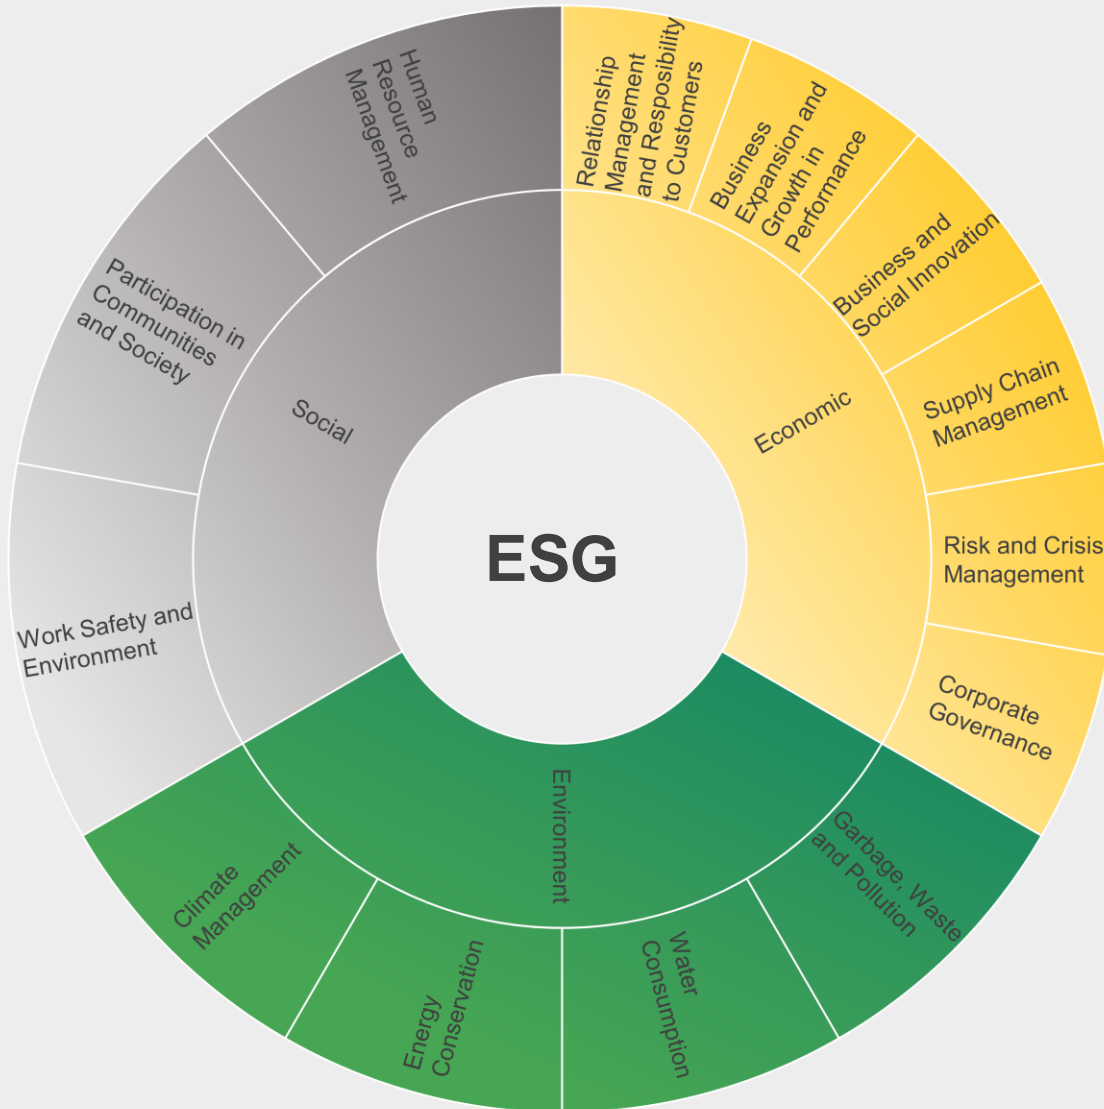 ESG
Economic
Relationship
Management
and Resposibility
to Customers
Business
Expansion and
Growth in
Performance
Business and
Social Innovation
Supply Chain
Management
Risk and Crisis
Management
Corporate
Governance
Environment
Garbage, Waste
and Pollution
Water
Consumption
Energy
Conservation
Climate
Management
Social
Work Safety and
Environment
Participation in
Communities
and Society
Human
Resource
Management